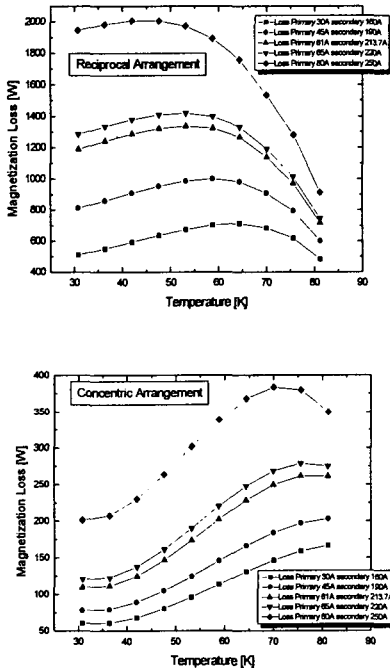 Reciprocal Arrangement
Loss Primary 30A secondary 160A
Loss Primary 45A secondary 190A
Loss Primary 61A secondary 213.7A
Loss Primary 65A secondary 220A
Loss Primary 80A secondary 250A
Magnetization Loss [W]
2000
1800
1600
1400
1200
1000
800
600
400
30 40 50 60 70 80 90
Temperature [K]
Concentric Arrangement
Magnetization Loss [W]
400
350
300
250
200
150
100
50
Loss Primary 30A secondary 160A
Loss Primary 45A secondary 190A
Loss Primary 61A secondary 213.7A
Loss Primary 65A secondary 220A
Loss Primary 80A secondary 250A
30 40 50 60 70 80 90
Temperature [K]